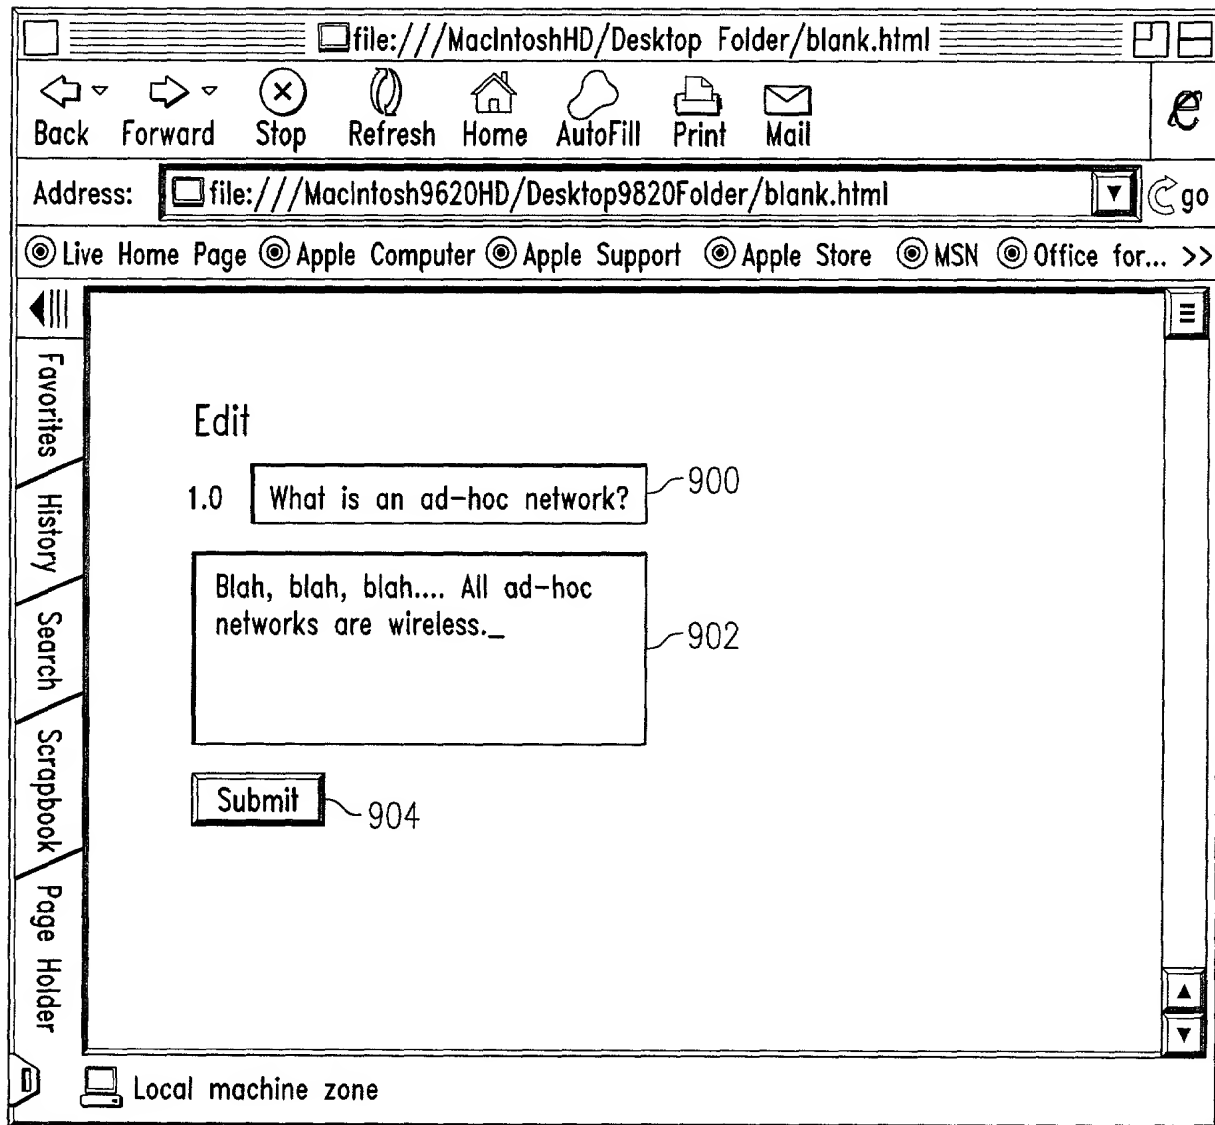 file:///MacIntoshHD/Desktop Folder/blank.html
Back Forward Stop Refresh Home AutoFill Print Mail
Address: file:///MacIntosh9620HD/Desktop9820Folder/blank.html go
Live Home Page Apple Computer Apple Support Apple Store MSN Office for... >>
Favorites
History
Search
Scrapbook
Page Holder
Edit
1.0 What is an ad-hoc network? 900
Blah, blah, blah.... All ad-hoc
networks are wireless._ 902
Submit 904
Local machine zone